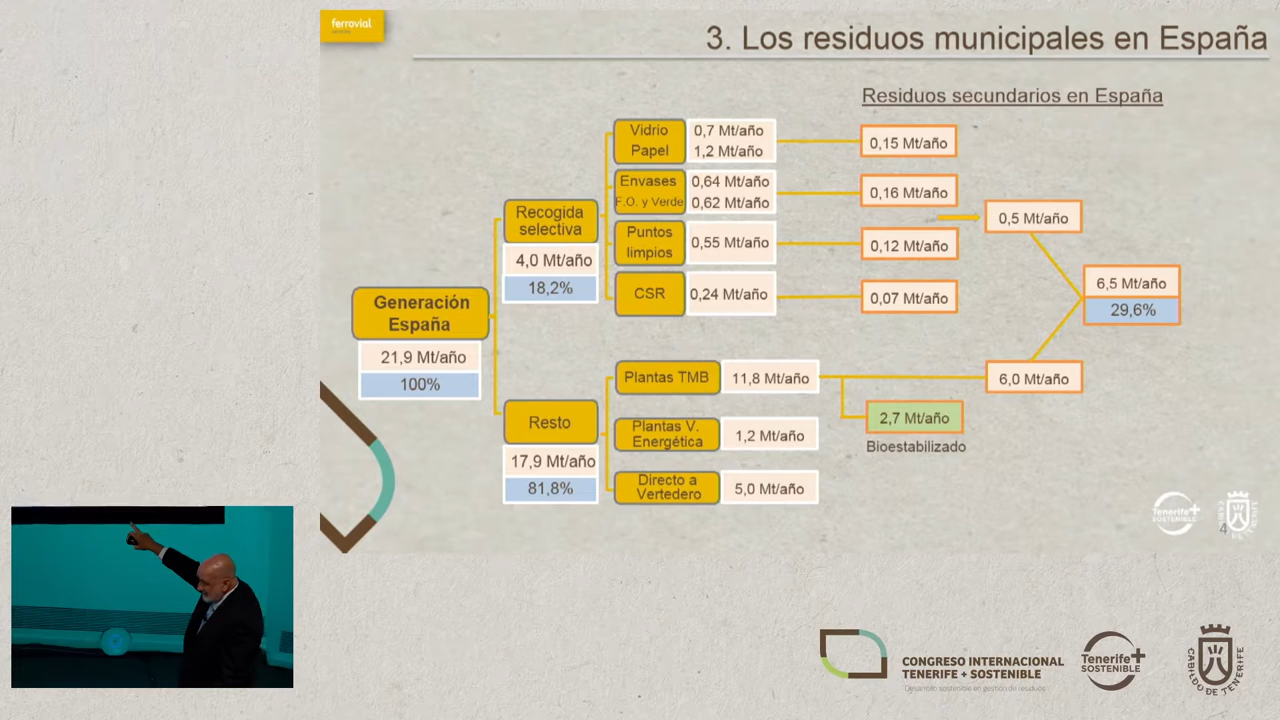 ferrovial
3. Los residuos municipales en España
Residuos secundarios en España
Vidrio
Papel
0,7 Mt/año
1,2 Mt/año
0,15 Mt/año
Envases
F.O. y Verde
0,64 Mt/año
0,62 Mt/año
0,16 Mt/año
Recogida
selectiva
4,0 Mt/año
18,2%
Puntos
limpios
0,55 Mt/año
0,12 Mt/año
0,5 Mt/año
CSR
0,24 Mt/año
0,07 Mt/año
6,5 Mt/año
29,6%
Generación
España
21,9 Mt/año
100%
Plantas TMB
11,8 Mt/año
6,0 Mt/año
2,7 Mt/año
Bioestabilizado
Resto
17,9 Mt/año
81,8%
Plantas V.
Energética
1,2 Mt/año
Directo a
Vertedero
5,0 Mt/año
Tenerife+
SOSTENIBLE
4
CONGRESO INTERNACIONAL
TENERIFE + SOSTENIBLE
Desarrollo sostenible en gestión de residuos
Tenerife+
SOSTENIBLE
CABILDO DE TENERIFE